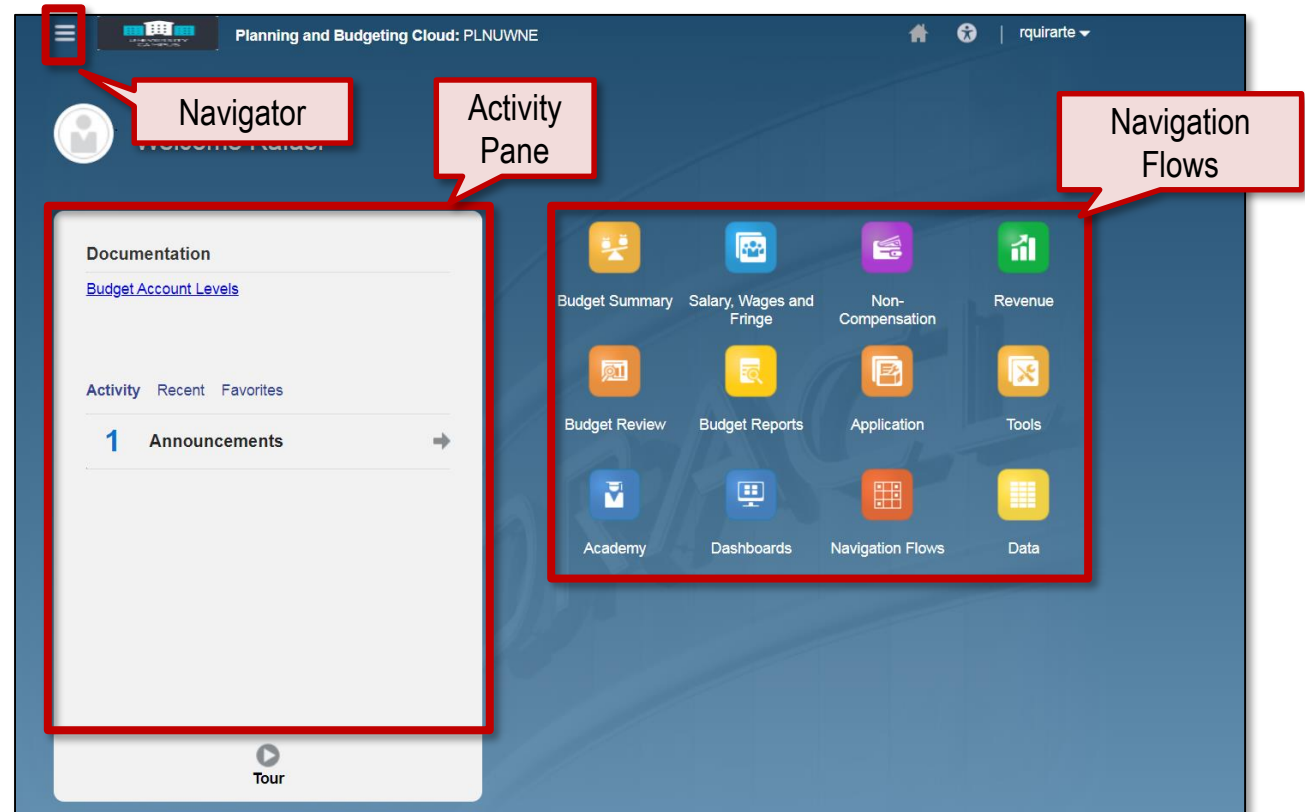 Planning and Budgeting Cloud: PLNUWNE
rquirarte
Navigator
Activity
Pane
Navigation
Flows
Documentation
Budget Account Levels
Activity Recent Favorites
1 Announcements
Tour
Budget Summary
Salary, Wages and
Fringe
Non-
Compensation
Revenue
Budget Review
Budget Reports
Application
Tools
Academy
Dashboards
Navigation Flows
Data
ORACLE